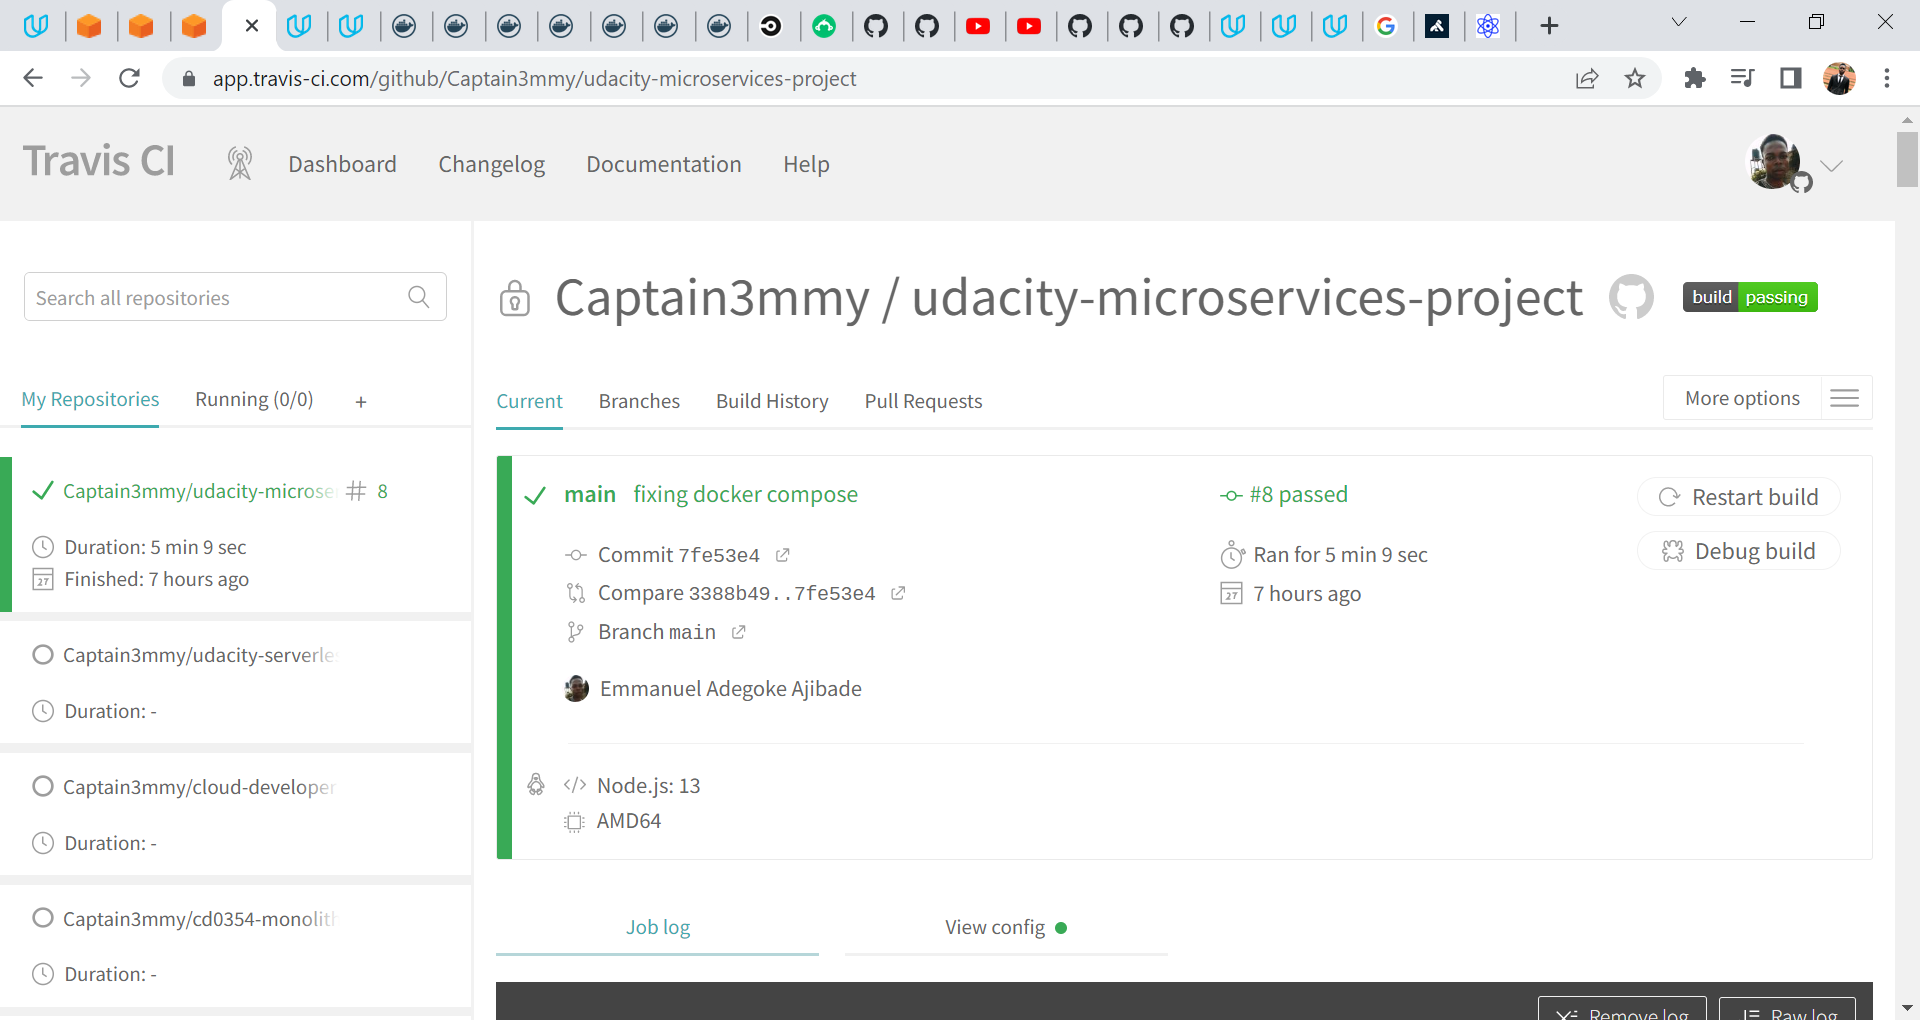 app.travis-ci.com/github/Captain3mmy/udacity-microservices-project
Travis CI
Dashboard
Changelog
Documentation
Help
Search all repositories
My Repositories
Running (0/0)
+
Captain3mmy/udacity-microse
# 8
Duration: 5 min 9 sec
27
Finished: 7 hours ago
Captain3mmy/udacity-serverle
Duration: -
Captain3mmy/cloud-developer
Duration: -
Captain3mmy/cd0354-monolith
Duration: -
Captain3mmy / udacity-microservices-project
build passing
Current
Branches
Build History
Pull Requests
More options
main fixing docker compose
Commit 7fe53e4
Compare 3388b49..7fe53e4
Branch main
Emmanuel Adegoke Ajibade
#8 passed
Ran for 5 min 9 sec
27
7 hours ago
Restart build
Debug build
</> Node.js: 13
AMD64
Job log
View config
Remove log
Raw log